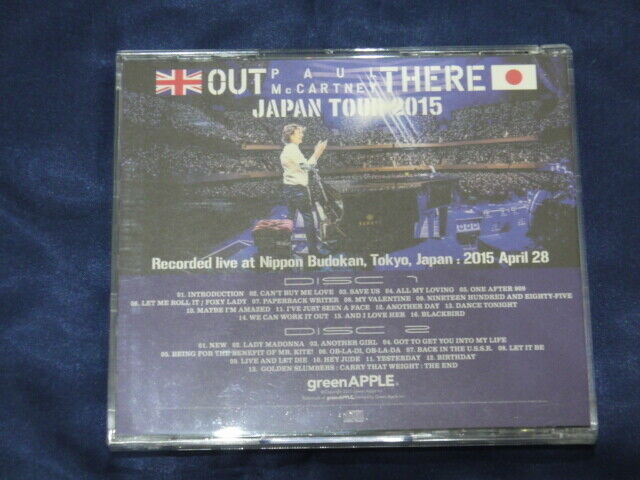 OUT PAUL McCARTNEY THERE
JAPAN TOUR 2015
Recorded live at Nippon Budokan, Tokyo, Japan : 2015 April 28
DISC 1
01. INTRODUCTION 02. CAN'T BUY ME LOVE 03. SAVE US 04. ALL MY LOVING 05. ONE AFTER 909
06. LET ME ROLL IT / FOXY LADY 07. PAPERBACK WRITER 08. MY VALENTINE 09. NINETEEN HUNDRED AND EIGHTY-FIVE
10. MAYBE I'M AMAZED 11. I'VE JUST SEEN A FACE 12. ANOTHER DAY 13. DANCE TONIGHT
14. WE CAN WORK IT OUT 15. AND I LOVE HER 16. BLACKBIRD
DISC 2
01. NEW 02. LADY MADONNA 03. ANOTHER GIRL 04. GOT TO GET YOU INTO MY LIFE
05. BEING FOR THE BENEFIT OF MR. KITE! 06. OB-LA-DI, OB-LA-DA 07. BACK IN THE U.S.S.R. 08. LET IT BE
09. LIVE AND LET DIE 10. HEY JUDE 11. YESTERDAY 12. BIRTHDAY
13. GOLDEN SLUMBERS : CARRY THAT WEIGHT : THE END
greenAPPLE